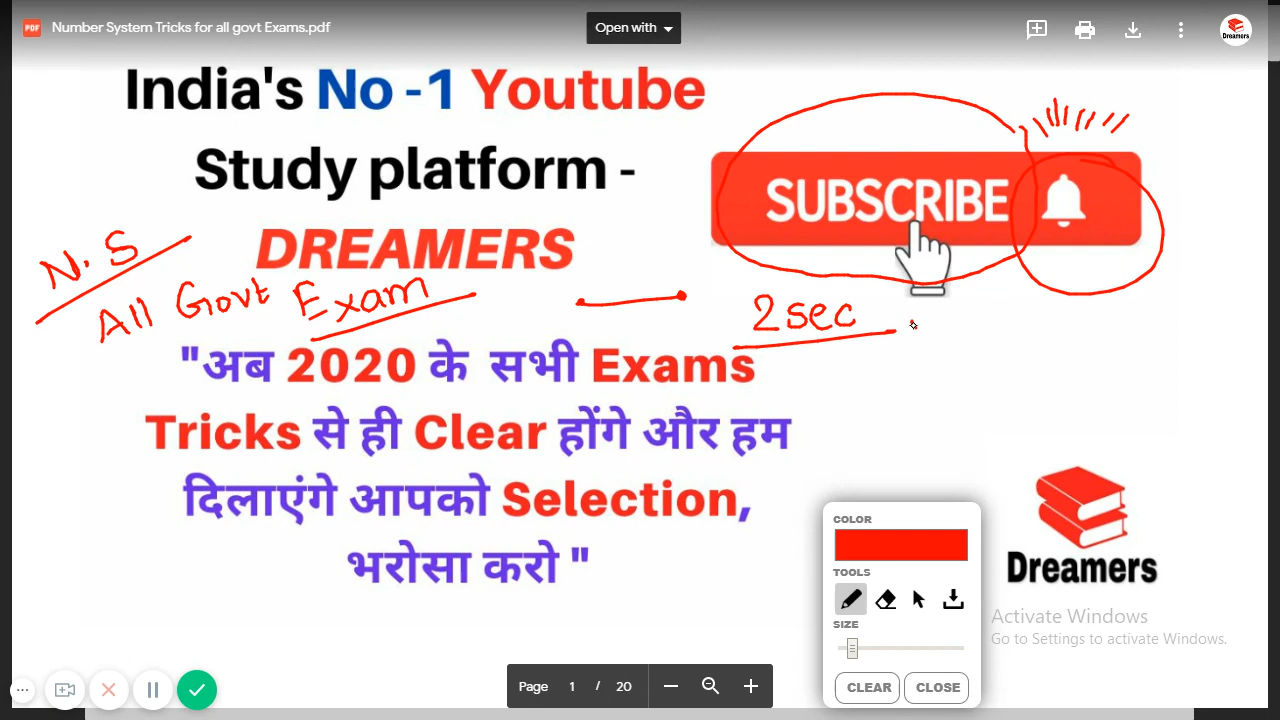 Number System Tricks for all govt Exams.pdf
Open with
Dreamers
India's No -1 Youtube
Study platform -
DREAMERS
SUBSCRIBE
N.S
All Govt Exam
2sec
"अब 2020 के सभी Exams
Tricks से ही Clear होंगे और हम
दिलाएंगे आपको Selection,
भरोसा करो "
COLOR
TOOLS
SIZE
CLEAR CLOSE
Dreamers
Activate Windows
Go to Settings to activate Windows.
Page 1 / 20